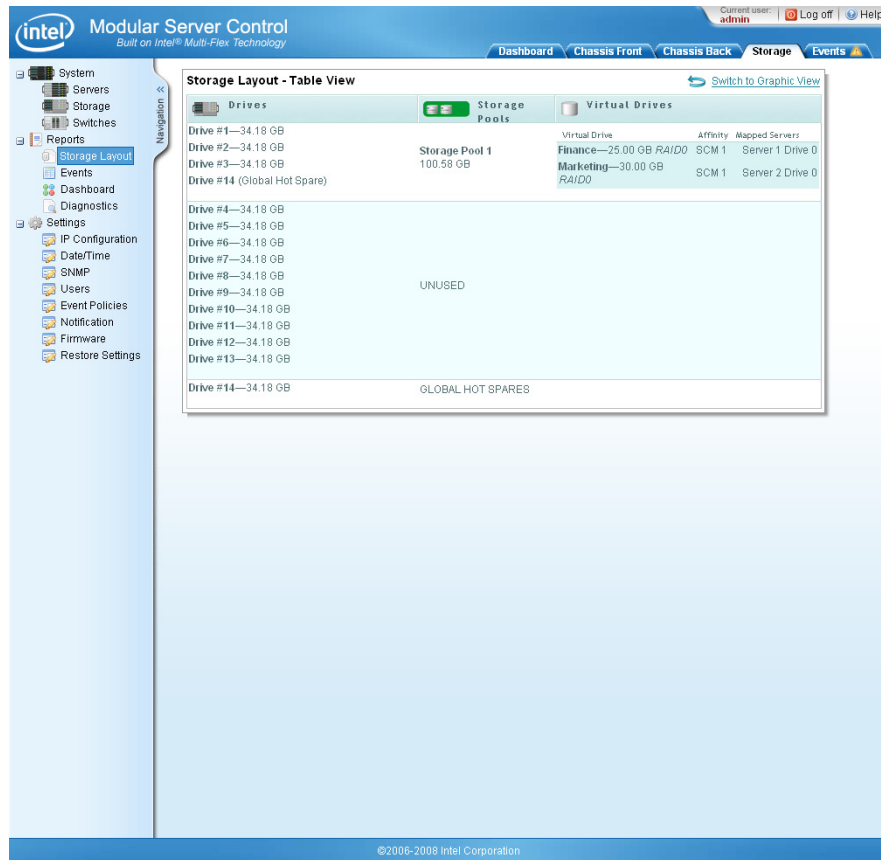 intel
Modular Server Control
Built on Intel® Multi-Flex Technology
Current user:
admin
Log off
Help
Dashboard
Chassis Front
Chassis Back
Storage
Events
System
Servers
Storage
Switches
Reports
Storage Layout
Events
Dashboard
Diagnostics
Settings
IP Configuration
Date/Time
SNMP
Users
Event Policies
Notification
Firmware
Restore Settings
«
Navigation
Storage Layout - Table View
Switch to Graphic View
Drives
Storage
Pools
Virtual Drives
Drive #1—34.18 GB
Drive #2—34.18 GB
Drive #3—34.18 GB
Drive #14 (Global Hot Spare)
Storage Pool 1
100.58 GB
Virtual Drive Affinity Mapped Servers
Finance—25.00 GB RAID0 SCM 1 Server 1 Drive 0
Marketing—30.00 GB
RAID0 SCM 1 Server 2 Drive 0
Drive #4—34.18 GB
Drive #5—34.18 GB
Drive #6—34.18 GB
Drive #7—34.18 GB
Drive #8—34.18 GB
Drive #9—34.18 GB
Drive #10—34.18 GB
Drive #11—34.18 GB
Drive #12—34.18 GB
Drive #13—34.18 GB
UNUSED
Drive #14—34.18 GB
GLOBAL HOT SPARES
©2006-2008 Intel Corporation